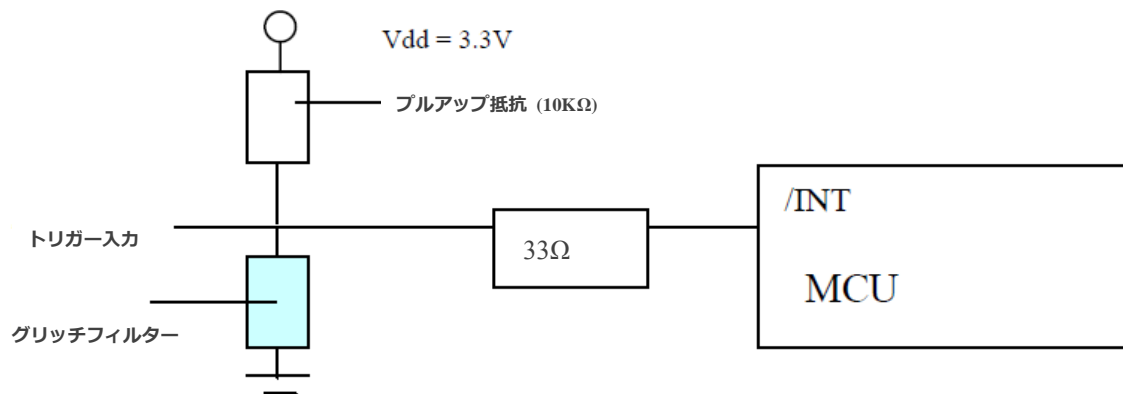 Vdd = 3.3V
プルアップ抵抗 (10KΩ)
/INT
トリガー入力
33Ω
MCU
グリッチフィルター